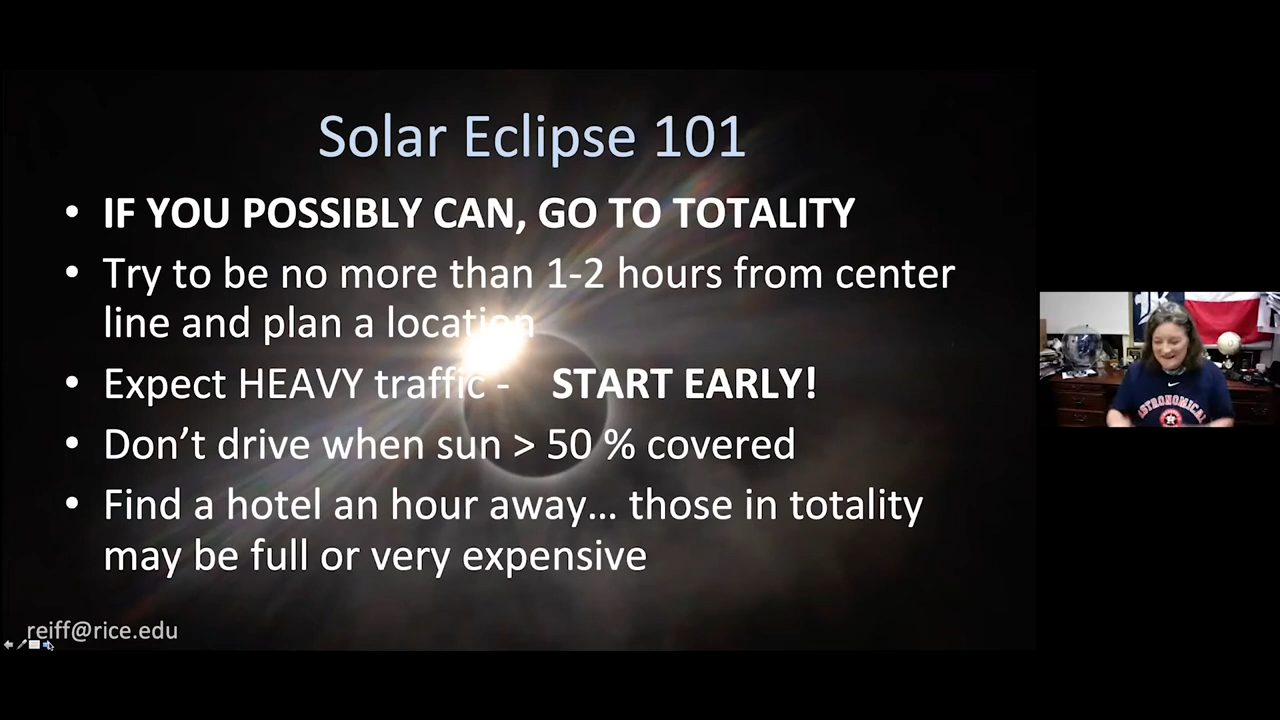 Solar Eclipse 101
• IF YOU POSSIBLY CAN, GO TO TOTALITY
• Try to be no more than 1-2 hours from center
line and plan a location
• Expect HEAVY traffic - START EARLY!
• Don’t drive when sun > 50 % covered
• Find a hotel an hour away... those in totality
may be full or very expensive
reiff@rice.edu
ASTRONOMICAL